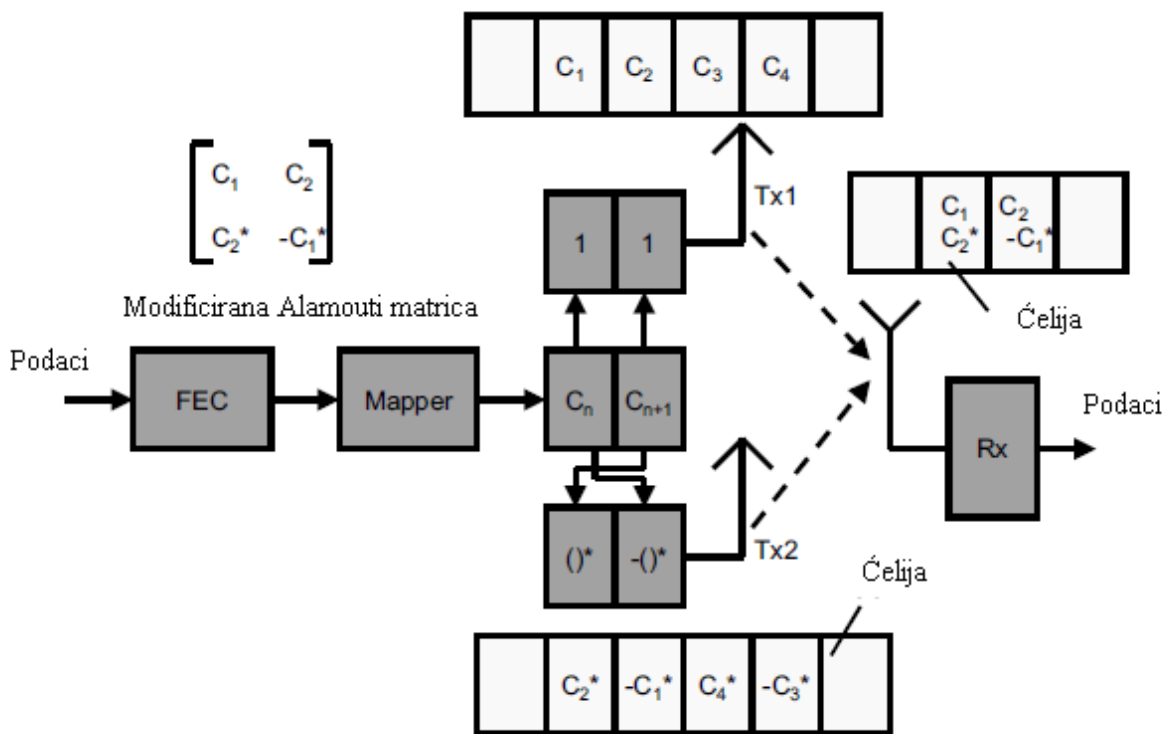 C₁ C₂ C₃ C₄
C₁ C₂
C₂* -C₁*
Modificirana Alamouti matrica
Tx1
1 1
C₁ C₂
C₂* -C₁*
Ćelija
Podaci
FEC
Mapper
Cₙ Cₙ₊₁
Rx
Podaci
()* -()*
Tx2
Ćelija
C₂* -C₁* C₄* -C₃*